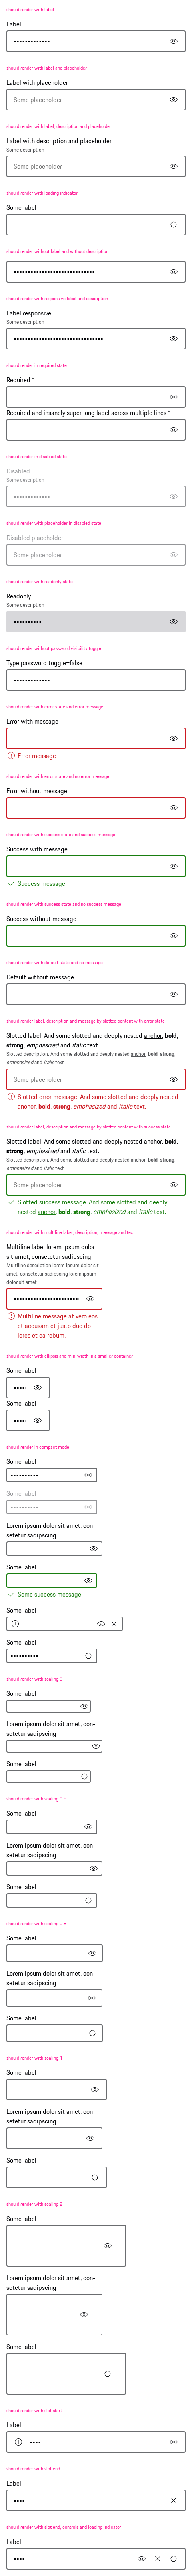 should render with label
Label
•••••••••••••
should render with label and placeholder
Label with placeholder
Some placeholder
should render with label, description and placeholder
Label with description and placeholder
Some description
Some placeholder
should render with loading indicator
Some label
should render without label and without description
••••••••••••••••••••••••••••••
should render with responsive label and description
Label responsive
Some description
•••••••••••••••••••••••••••••••••
should render in required state
Required *
Required and insanely super long label across multiple lines *
should render in disabled state
Disabled
Some description
•••••••••••••
should render with placeholder in disabled state
Disabled placeholder
Some placeholder
should render with readonly state
Readonly
Some description
••••••••••
should render without password visibility toggle
Type password toggle=false
•••••••••••••
should render with error state and error message
Error with message
Error message
should render with error state and no error message
Error without message
should render with success state and success message
Success with message
Success message
should render with success state and no success message
Success without message
should render with default state and no message
Default without message
should render label, description and message by slotted content with error state
Slotted label. And some slotted and deeply nested anchor, bold,
strong, emphasized and italic text.
Slotted description. And some slotted and deeply nested anchor, bold, strong,
emphasized and italic text.
Some placeholder
Slotted error message. And some slotted and deeply nested
anchor, bold, strong, emphasized and italic text.
should render label, description and message by slotted content with success state
Slotted label. And some slotted and deeply nested anchor, bold,
strong, emphasized and italic text.
Slotted description. And some slotted and deeply nested anchor, bold, strong,
emphasized and italic text.
Some placeholder
Slotted success message. And some slotted and deeply
nested anchor, bold, strong, emphasized and italic text.
should render with multiline label, description, message and text
Multiline label lorem ipsum dolor
sit amet, consetetur sadipscing
Multiline description lorem ipsum dolor sit
amet, consetetur sadipscing lorem ipsum
dolor sit amet
••••••••••••••••••••••••
Multiline message at vero eos
et accusam et justo duo do-
lores et ea rebum.
should render with ellipsis and min-width in a smaller container
Some label
•••••
Some label
•••••
should render in compact mode
Some label
••••••••••
Some label
••••••••••
Lorem ipsum dolor sit amet, con-
setetur sadipscing
Some label
Some success message.
Some label
Some label
••••••••••
should render with scaling 0
Some label
Lorem ipsum dolor sit amet, con-
setetur sadipscing
Some label
should render with scaling 0.5
Some label
Lorem ipsum dolor sit amet, con-
setetur sadipscing
Some label
should render with scaling 0.6
Some label
Lorem ipsum dolor sit amet, con-
setetur sadipscing
Some label
should render with scaling 1
Some label
Lorem ipsum dolor sit amet, con-
setetur sadipscing
Some label
should render with scaling 2
Some label
Lorem ipsum dolor sit amet, con-
setetur sadipscing
Some label
should render with slot start
Label
••••
should render with slot end
Label
••••
should render with slot end, controls and loading indicator
Label
••••